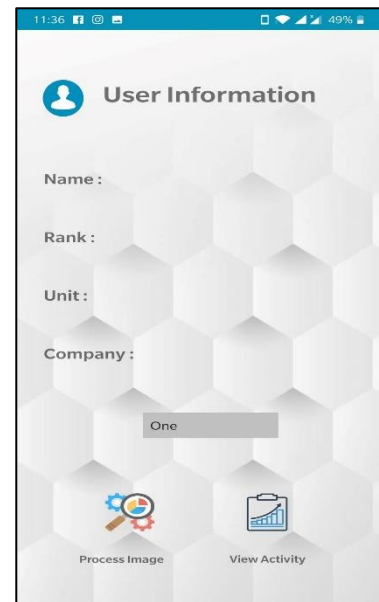 11:36 49%
User Information
Name :
Rank :
Unit :
Company :
One
Process Image View Activity